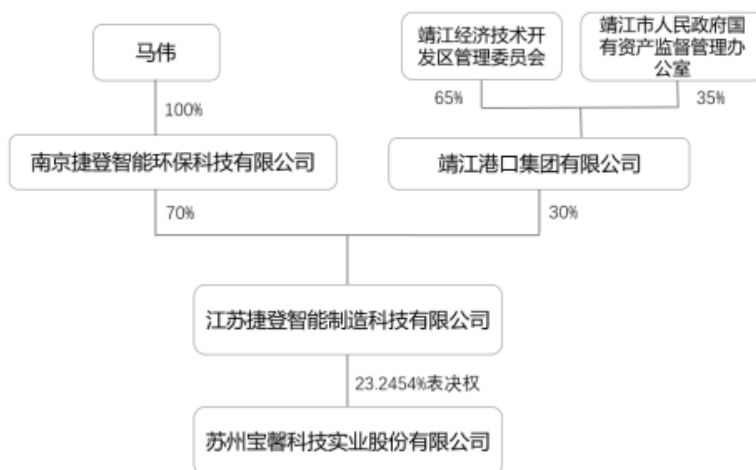 马伟
靖江经济技术开
发区管理委员会
靖江市人民政府国
有资产监督管理办
公室
100%
65%
35%
南京捷登智能环保科技有限公司
靖江港口集团有限公司
70%
30%
江苏捷登智能制造科技有限公司
23.2454%表决权
苏州宝馨科技实业股份有限公司